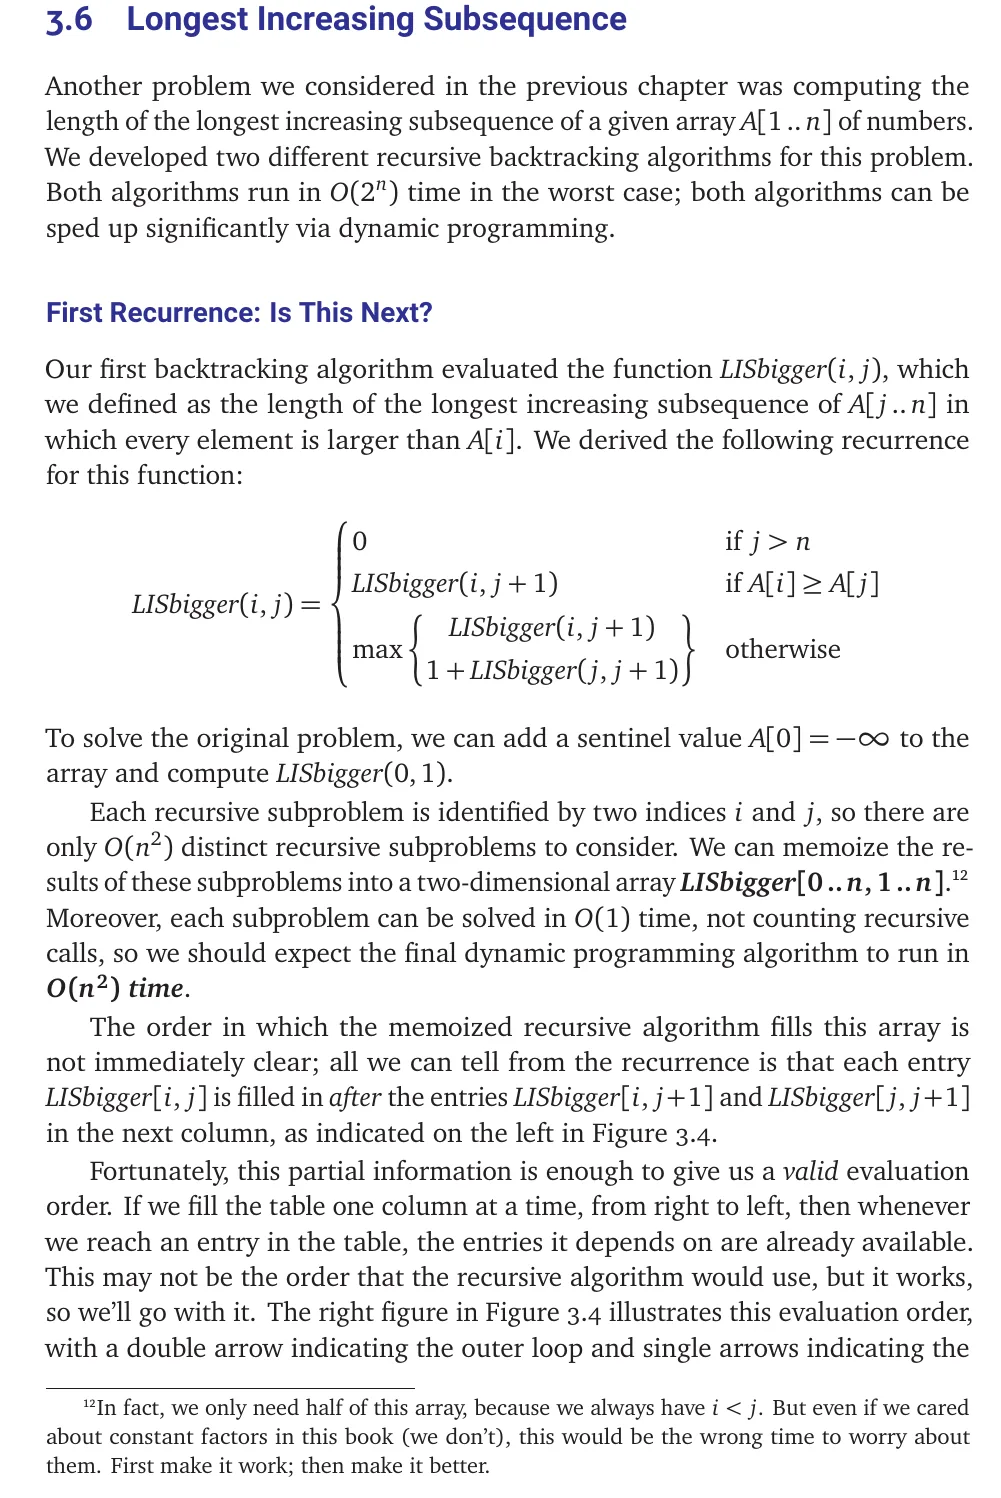 3.6 Longest Increasing Subsequence
Another problem we considered in the previous chapter was computing the
length of the longest increasing subsequence of a given array A[1 .. n] of numbers.
We developed two different recursive backtracking algorithms for this problem.
Both algorithms run in O(2ⁿ) time in the worst case; both algorithms can be
sped up significantly via dynamic programming.
First Recurrence: Is This Next?
Our first backtracking algorithm evaluated the function LISbigger(i, j), which
we defined as the length of the longest increasing subsequence of A[j .. n] in
which every element is larger than A[i]. We derived the following recurrence
for this function:
0 if j > n
LISbigger(i, j + 1) if A[i] ≥ A[j]
LISbigger(i, j) =
max { LISbigger(i, j + 1)
1 + LISbigger(j, j + 1) } otherwise
To solve the original problem, we can add a sentinel value A[0] = −∞ to the
array and compute LISbigger(0, 1).
Each recursive subproblem is identified by two indices i and j, so there are
only O(n²) distinct recursive subproblems to consider. We can memoize the re-
sults of these subproblems into a two-dimensional array LISbigger[0 .. n, 1 .. n].¹²
Moreover, each subproblem can be solved in O(1) time, not counting recursive
calls, so we should expect the final dynamic programming algorithm to run in
O(n²) time.
The order in which the memoized recursive algorithm fills this array is
not immediately clear; all we can tell from the recurrence is that each entry
LISbigger[i, j] is filled in after the entries LISbigger[i, j+1] and LISbigger[j, j+1]
in the next column, as indicated on the left in Figure 3.4.
Fortunately, this partial information is enough to give us a valid evaluation
order. If we fill the table one column at a time, from right to left, then whenever
we reach an entry in the table, the entries it depends on are already available.
This may not be the order that the recursive algorithm would use, but it works,
so we’ll go with it. The right figure in Figure 3.4 illustrates this evaluation order,
with a double arrow indicating the outer loop and single arrows indicating the
¹²In fact, we only need half of this array, because we always have i < j. But even if we cared
about constant factors in this book (we don’t), this would be the wrong time to worry about
them. First make it work; then make it better.